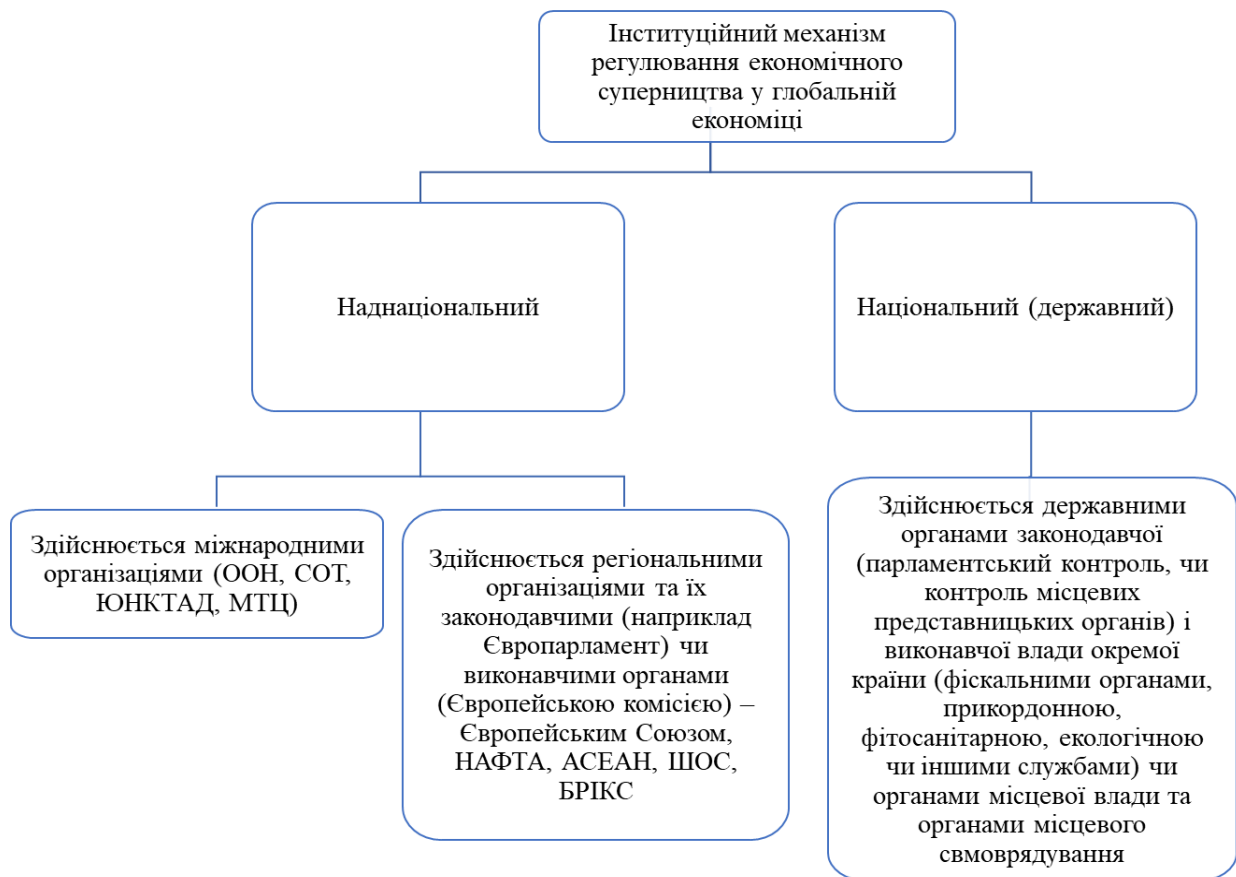 Інституційний механізм
регулювання економічного
суперництва у глобальній
економіці
Наднаціональний
Національний (державний)
Здійснюється міжнародними
організаціями (ООН, СОТ,
ЮНКТАД, МТЦ)
Здійснюється регіональними
організаціями та їх
законодавчими (наприклад
Європарламент) чи
виконавчими органами
(Європейською комісією) –
Європейським Союзом,
НАФТА, АСЕАН, ШОС,
БРІКС
Здійснюється державними
органами законодавчої
(парламентський контроль, чи
контроль місцевих
представницьких органів) і
виконавчої влади окремої
країни (фіскальними органами,
прикордонною,
фітосанітарною, екологічною
чи іншими службами) чи
органами місцевої влади та
органами місцевого
свмоврядування